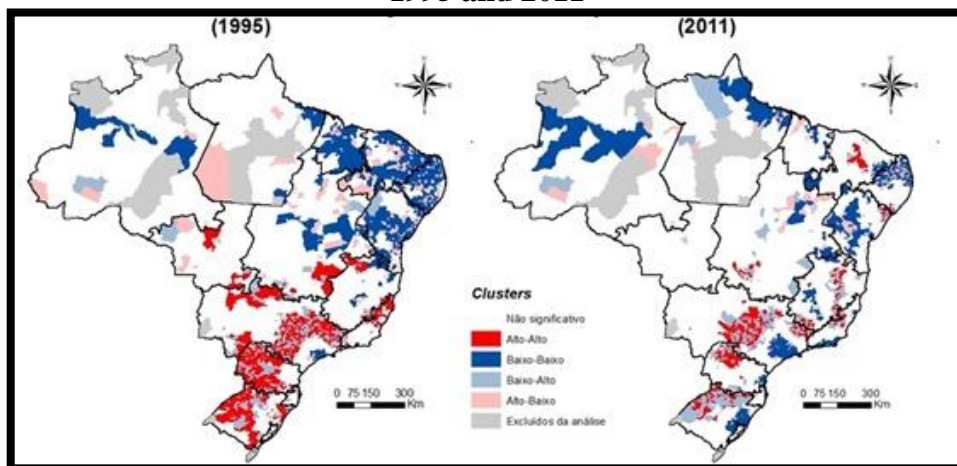 (1995)
(2011)
Clusters
Não significativo
Alto-Alto
Baixo-Baixo
Baixo-Alto
Alto-Baixo
Excluídos da análise
0 75 150 300
Km
0 75 150 300
Km